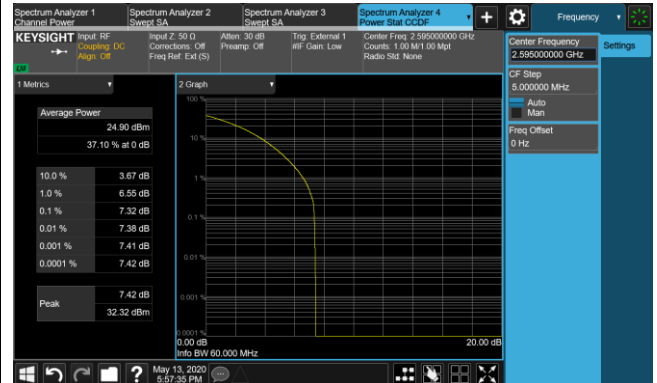 Spectrum Analyzer 1
Channel Power
Spectrum Analyzer 2
Swept SA
Spectrum Analyzer 3
Swept SA
Spectrum Analyzer 4
Power Stat CCDF
Frequency
KEYSIGHT
Input: RF
Coupling: DC
Align: Off
Input Z: 50 Ω
Corrections: Off
Freq Ref: Ext (S)
Atten: 30 dB
Preamp: Off
Trig: External 1
#IF Gain: Low
Center Freq: 2.595000000 GHz
Counts: 1.00 M/1.00 Mpt
Radio Std: None
LXI
Center Frequency
2.595000000 GHz
Settings
CF Step
5.000000 MHz
Auto
Man
Freq Offset
0 Hz
1 Metrics
Average Power
24.90 dBm
37.10 % at 0 dB
10.0 % 3.67 dB
1.0 % 6.55 dB
0.1 % 7.32 dB
0.01 % 7.38 dB
0.001 % 7.41 dB
0.0001 % 7.42 dB
Peak
7.42 dB
32.32 dBm
2 Graph
100 %
10 %
1 %
0.1 %
0.01 %
0.001 %
0.0001 %
0.00 dB
20.00 dB
Info BW 60.000 MHz
May 13, 2020
5:57:35 PM